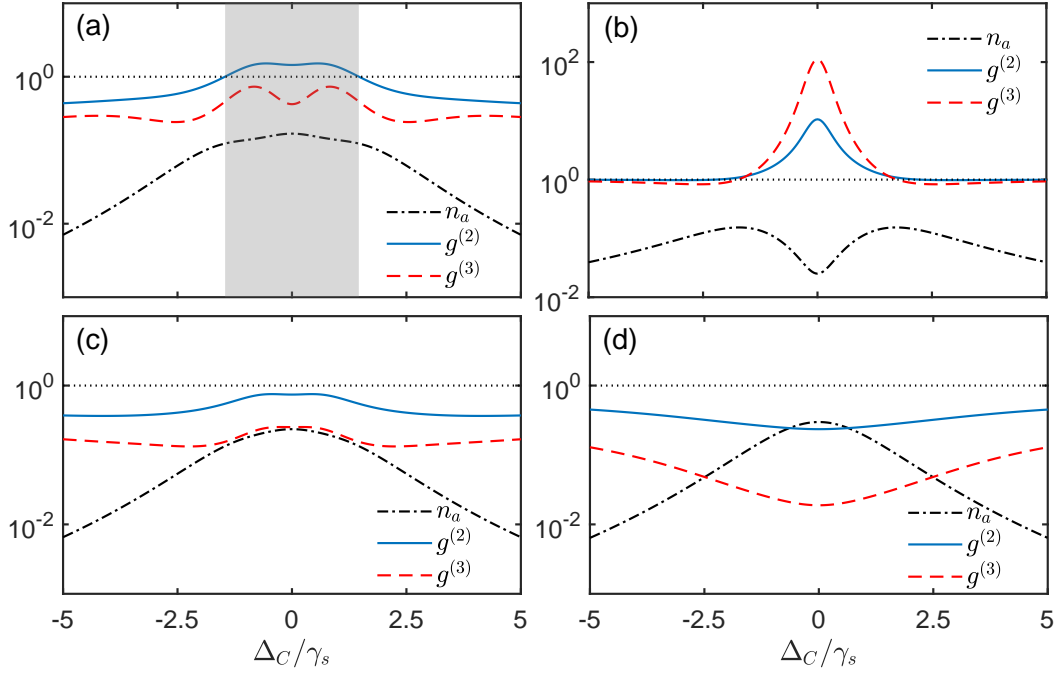 (a)
10^0
10^-2
n_a
g^(2)
g^(3)
(b)
10^2
10^0
10^-2
n_a
g^(2)
g^(3)
(c)
10^0
10^-2
n_a
g^(2)
g^(3)
-5 -2.5 0 2.5 5
Δ_C/γ_s
(d)
10^0
10^-2
n_a
g^(2)
g^(3)
-5 -2.5 0 2.5 5
Δ_C/γ_s